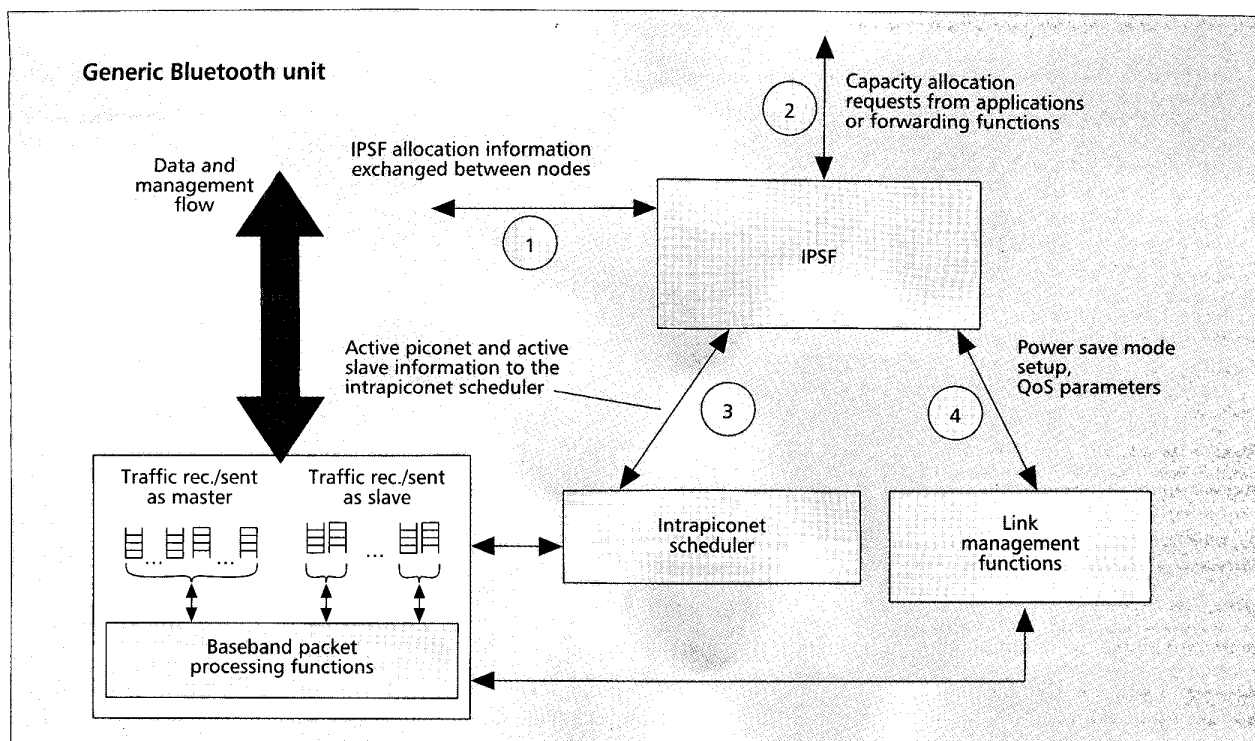 Generic Bluetooth unit
Data and
management
flow
IPSF allocation information
exchanged between nodes
1
2
Capacity allocation
requests from applications
or forwarding functions
IPSF
Active piconet and active
slave information to the
intrapiconet scheduler
3
4
Power save mode
setup,
QoS parameters
Traffic rec./sent
as master
Traffic rec./sent
as slave
... ...
...
Intrapiconet
scheduler
Link
management
functions
Baseband packet
processing functions